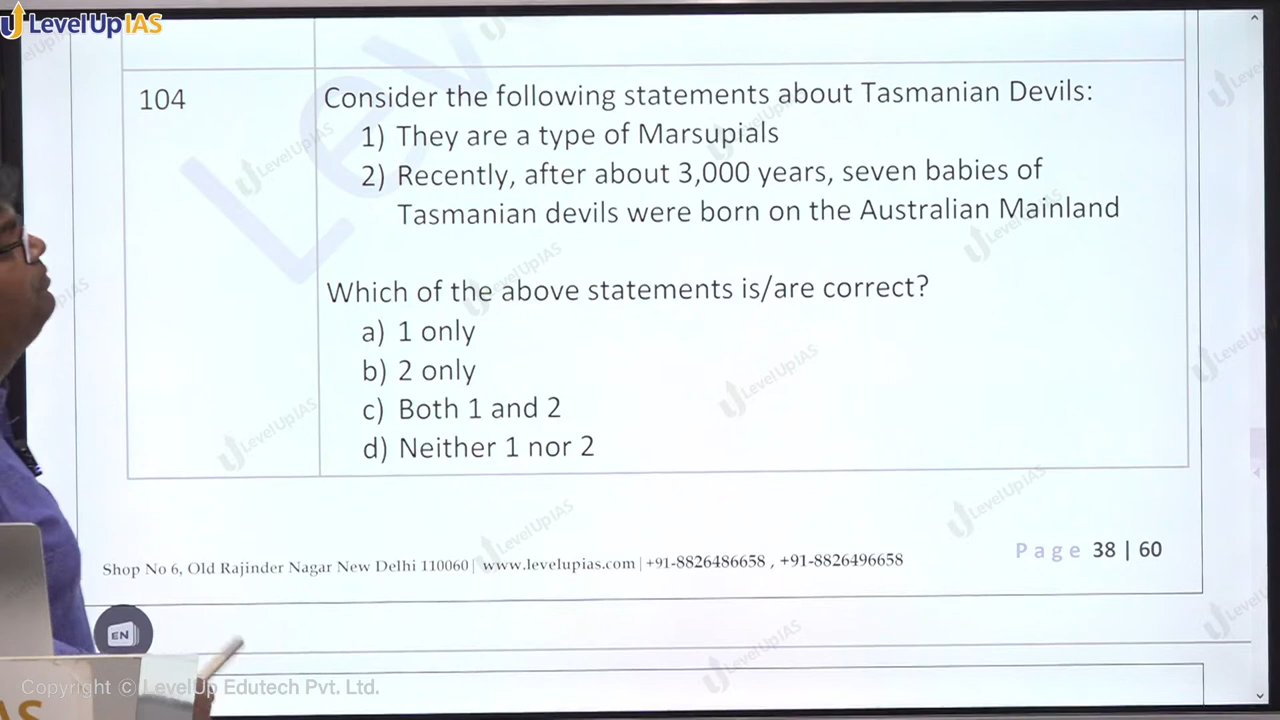 LevelUpIAS
104
Consider the following statements about Tasmanian Devils:
1) They are a type of Marsupials
2) Recently, after about 3,000 years, seven babies of
Tasmanian devils were born on the Australian Mainland
Which of the above statements is/are correct?
a) 1 only
b) 2 only
c) Both 1 and 2
d) Neither 1 nor 2
Page 38 | 60
Shop No 6, Old Rajinder Nagar New Delhi 110060| www.levelupias.com | +91-8826486658 , +91-8826496658
EN
Copyright © LevelUp Edutech Pvt. Ltd.
AS